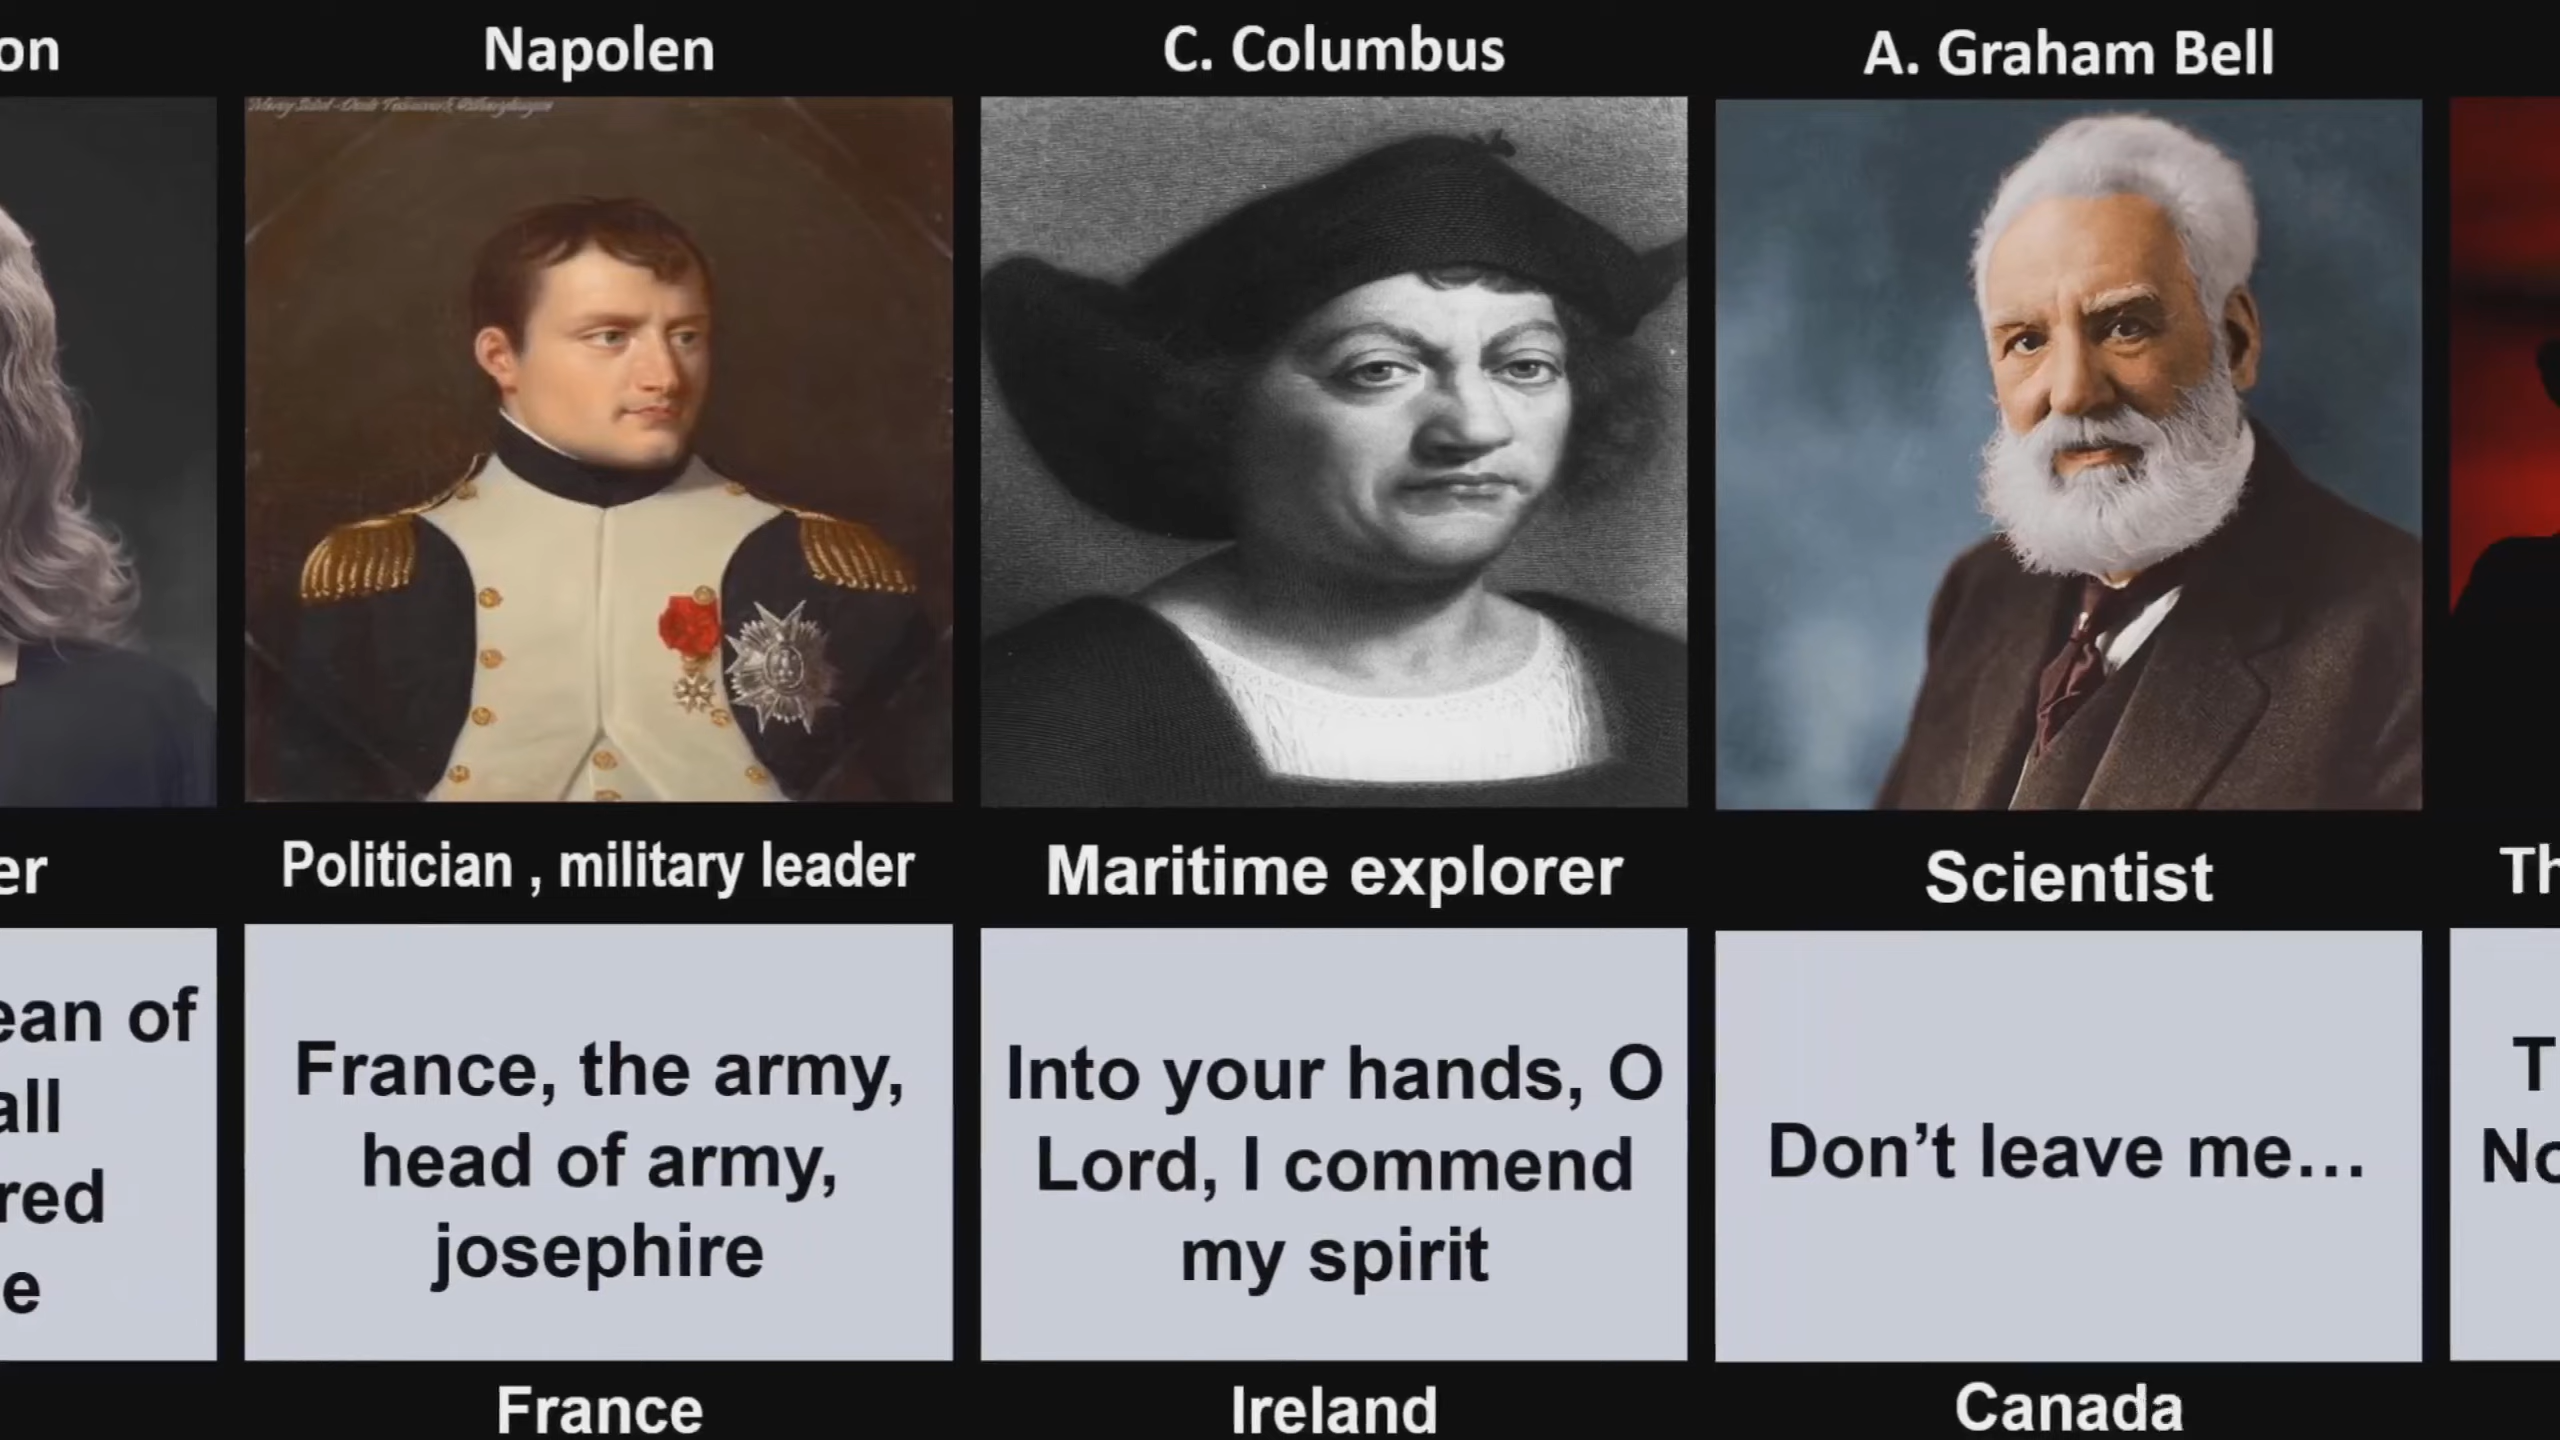 on
Napolen
C. Columbus
A. Graham Bell
er
Politician , military leader
Maritime explorer
Scientist
Th
ean of
all
red
e
France, the army,
head of army,
josephire
Into your hands, O
Lord, I commend
my spirit
Don’t leave me…
T
No
France
Ireland
Canada